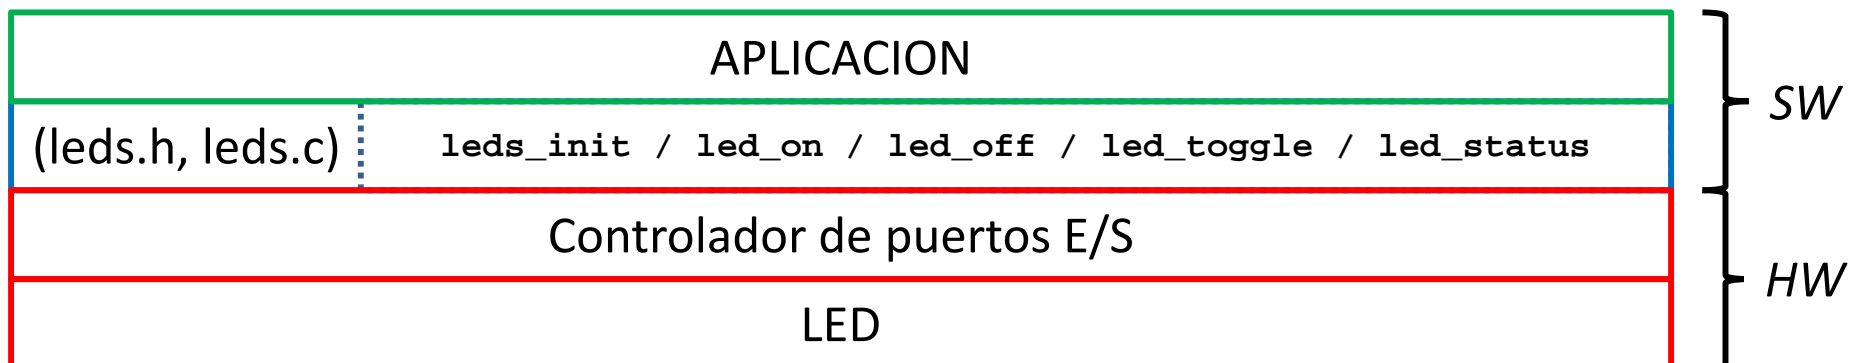 APLICACION
SW
(leds.h, leds.c)
leds_init / led_on / led_off / led_toggle / led_status
Controlador de puertos E/S
HW
LED